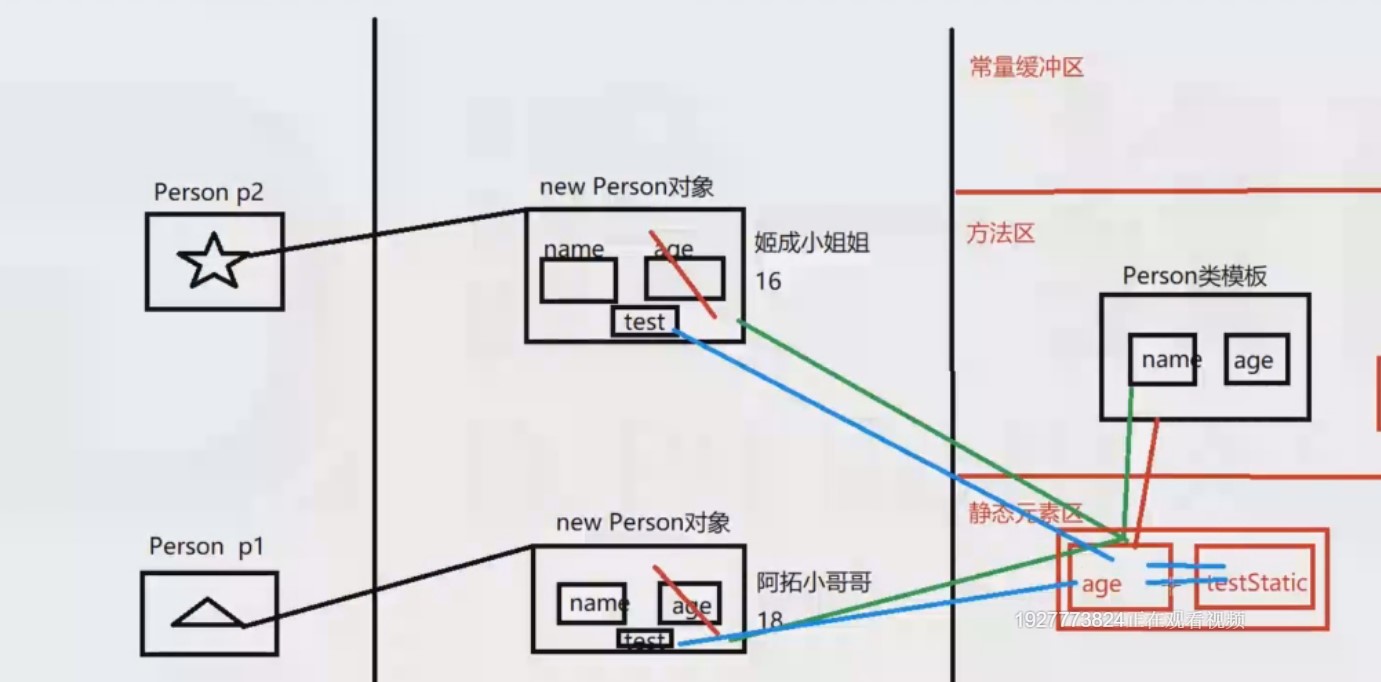 常量缓冲区
Person p2
new Person对象
name
age
test
姬成小姐姐
16
方法区
Person类模板
name
age
静态元素区
Person p1
new Person对象
name
age
test
阿拓小哥哥
18
age
testStatic
1927773824正在观看视频